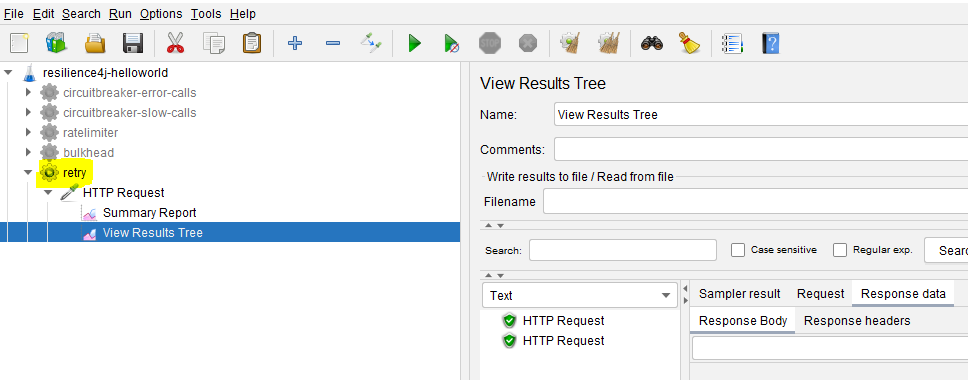 File Edit Search Run Options Tools Help
resilience4j-helloworld
circuitbreaker-error-calls
circuitbreaker-slow-calls
ratelimiter
bulkhead
retry
HTTP Request
Summary Report
View Results Tree
View Results Tree
Name: View Results Tree
Comments:
Write results to file / Read from file
Filename
Search: Case sensitive Regular exp. Searc
Text
HTTP Request
HTTP Request
Sampler result Request Response data
Response Body Response headers